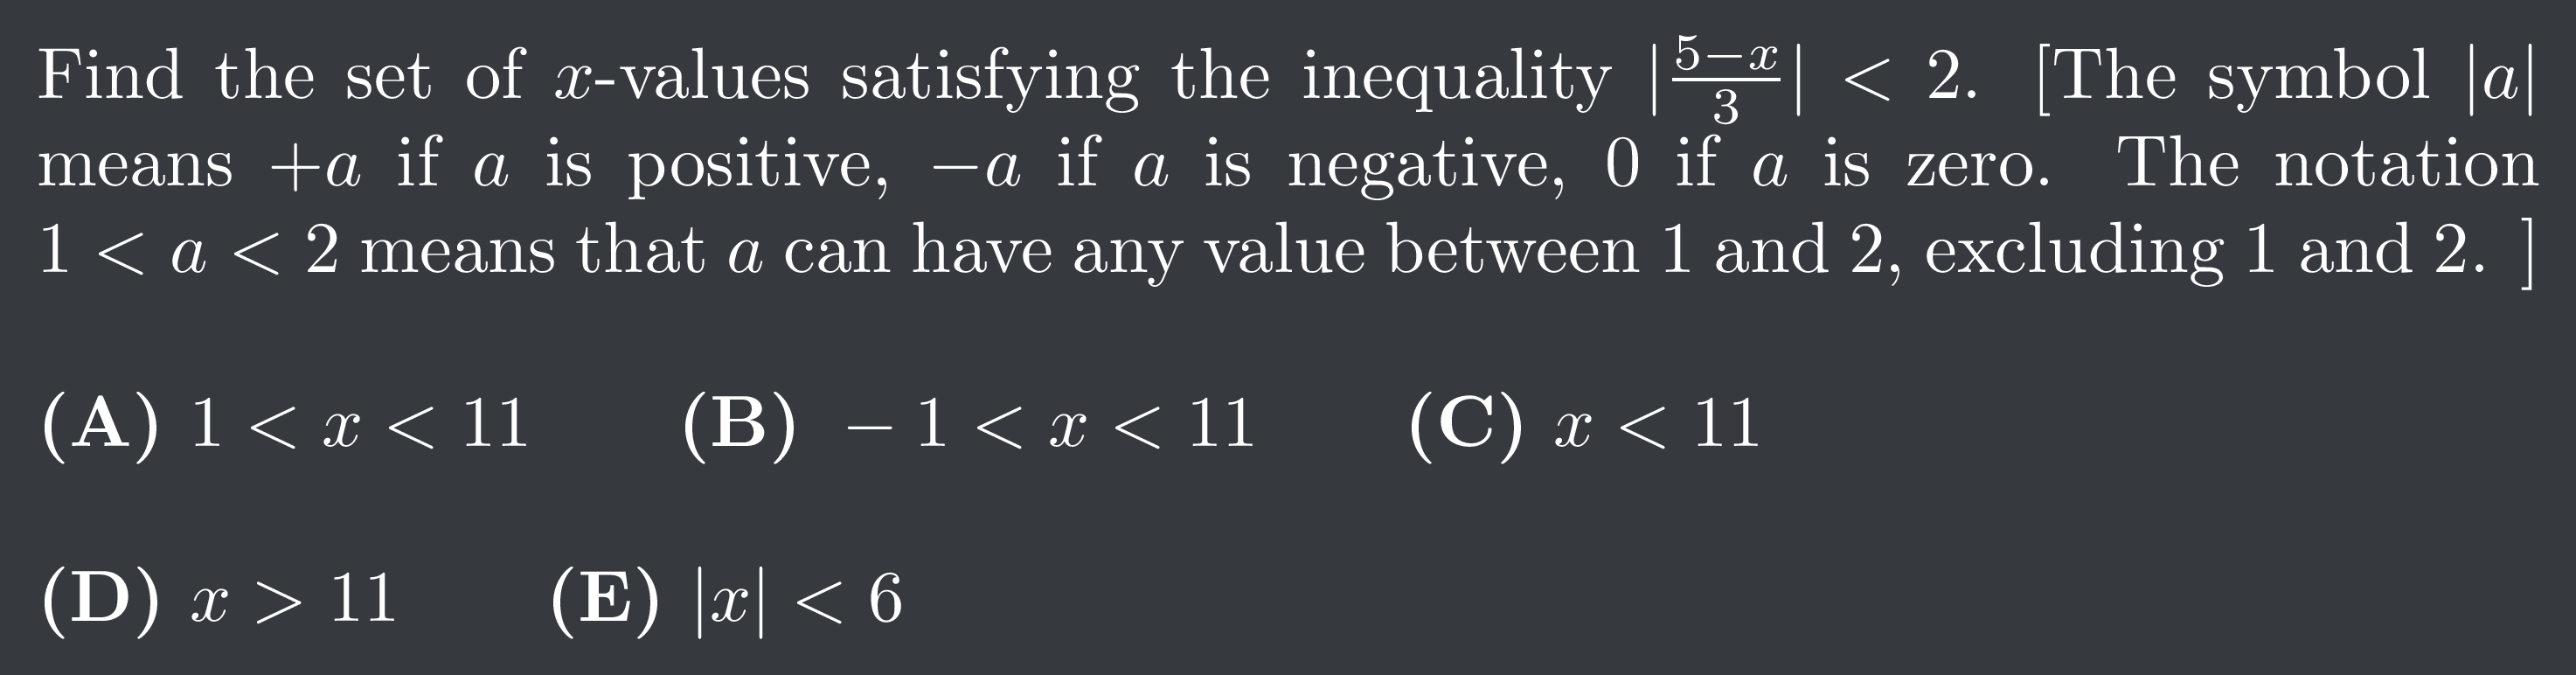 Find the set of $x$-values satisfying the inequality $|\frac{5-x}{3}| < 2$. [The symbol $|a|$
means $+a$ if $a$ is positive, $-a$ if $a$ is negative, 0 if $a$ is zero. The notation
$1 < a < 2$ means that $a$ can have any value between 1 and 2, excluding 1 and 2. ]
(A) $1 < x < 11$ (B) $-1 < x < 11$ (C) $x < 11$
(D) $x > 11$ (E) $|x| < 6$